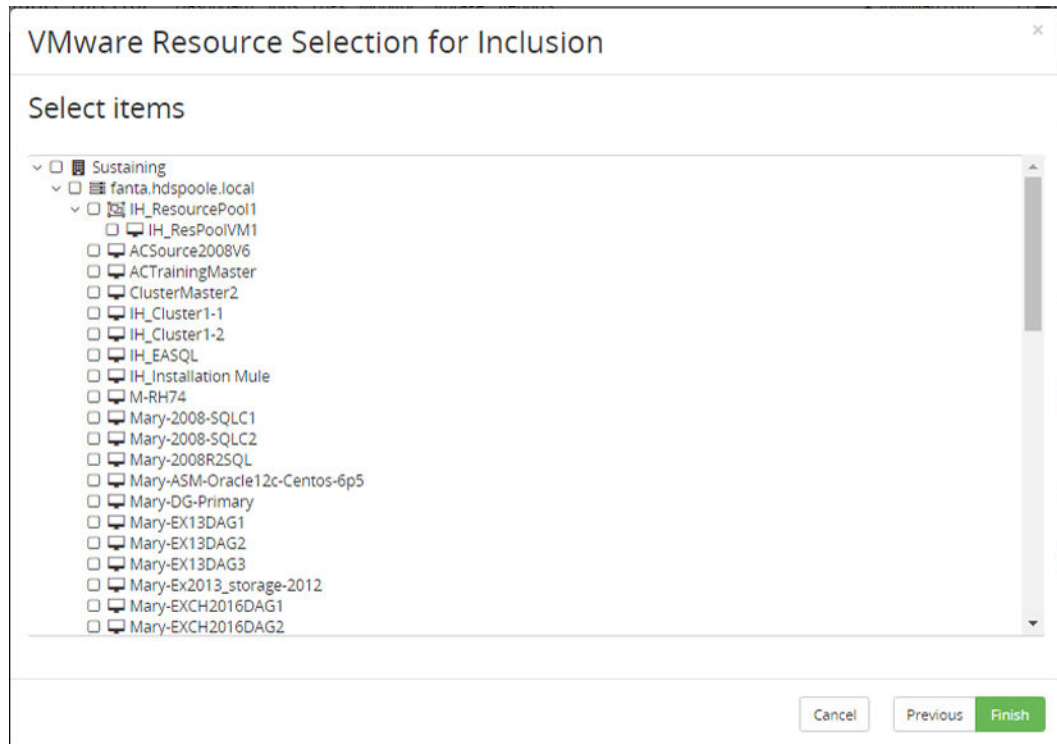 VMware Resource Selection for Inclusion
Select items
Sustaining
fanta.hdspoole.local
IH_ResourcePool1
IH_ResPoolVM1
ACSource2008V6
ACTrainingMaster
ClusterMaster2
IH_Cluster1-1
IH_Cluster1-2
IH_EASQL
IH_Installation Mule
M-RH74
Mary-2008-SQLC1
Mary-2008-SQLC2
Mary-2008R2SQL
Mary-ASM-Oracle12c-Centos-6p5
Mary-DG-Primary
Mary-EX13DAG1
Mary-EX13DAG2
Mary-EX13DAG3
Mary-Ex2013_storage-2012
Mary-EXCH2016DAG1
Mary-EXCH2016DAG2
Cancel Previous Finish